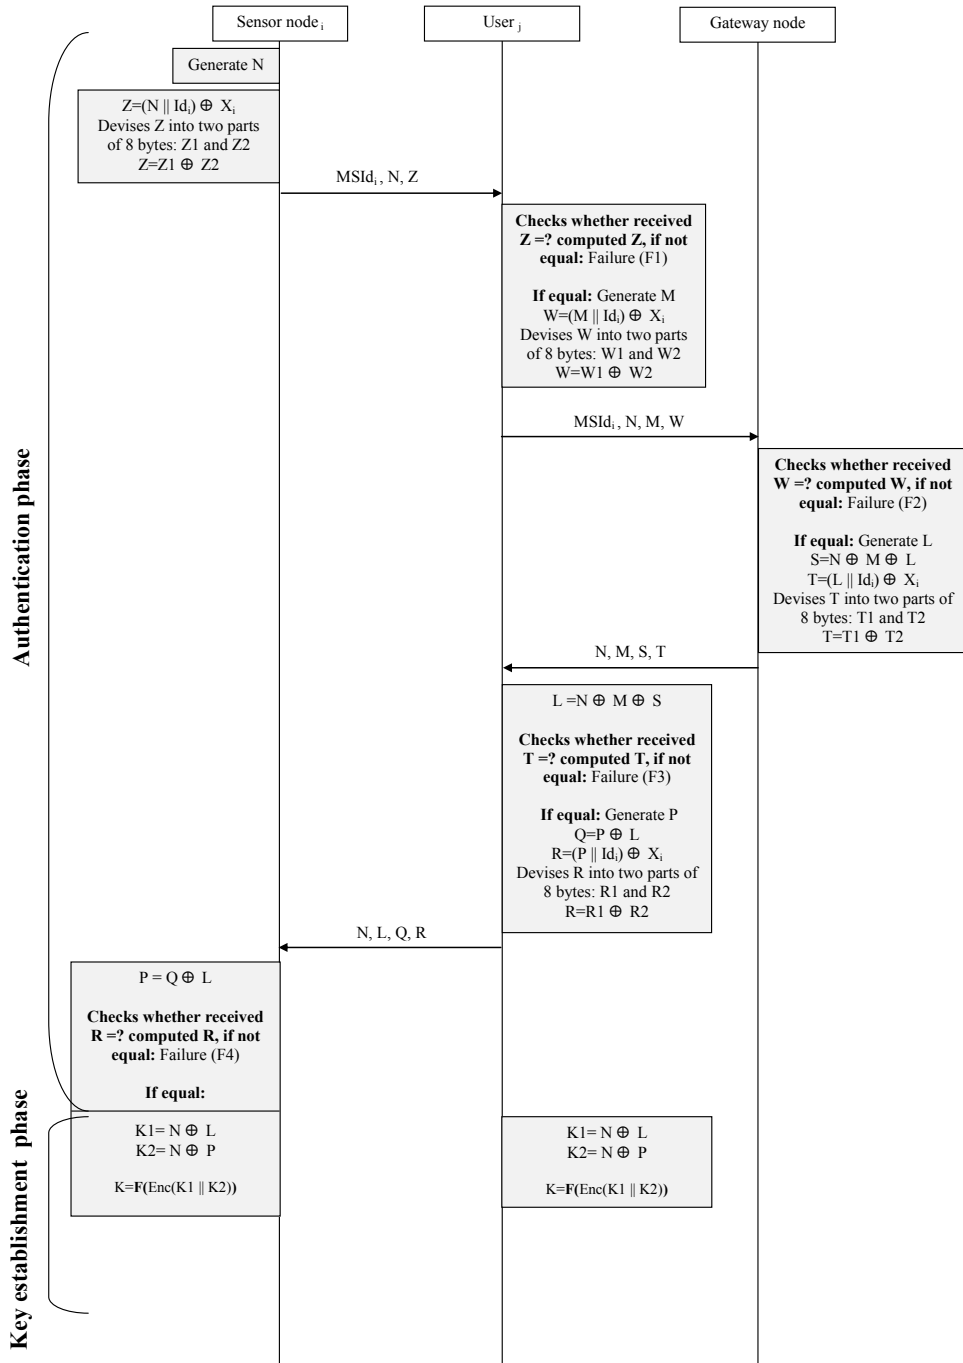 Sensor node i
User j
Gateway node
Generate N
Z=(N || Idi) ⊕ Xi
Devises Z into two parts
of 8 bytes: Z1 and Z2
Z=Z1 ⊕ Z2
MSIdi, N, Z
Checks whether received
Z =? computed Z, if not
equal: Failure (F1)
If equal: Generate M
W=(M || Idi) ⊕ Xi
Devises W into two parts
of 8 bytes: W1 and W2
W=W1 ⊕ W2
MSIdi, N, M, W
Checks whether received
W =? computed W, if not
equal: Failure (F2)
If equal: Generate L
S=N ⊕ M ⊕ L
T=(L || Idi) ⊕ Xi
Devises T into two parts of
8 bytes: T1 and T2
T=T1 ⊕ T2
N, M, S, T
L =N ⊕ M ⊕ S
Checks whether received
T =? computed T, if not
equal: Failure (F3)
If equal: Generate P
Q=P ⊕ L
R=(P || Idi) ⊕ Xi
Devises R into two parts of
8 bytes: R1 and R2
R=R1 ⊕ R2
N, L, Q, R
P = Q ⊕ L
Checks whether received
R =? computed R, if not
equal: Failure (F4)
If equal:
Authentication phase
K1= N ⊕ L
K2= N ⊕ P
K=F(Enc(K1 || K2))
K1= N ⊕ L
K2= N ⊕ P
K=F(Enc(K1 || K2))
Key establishment phase